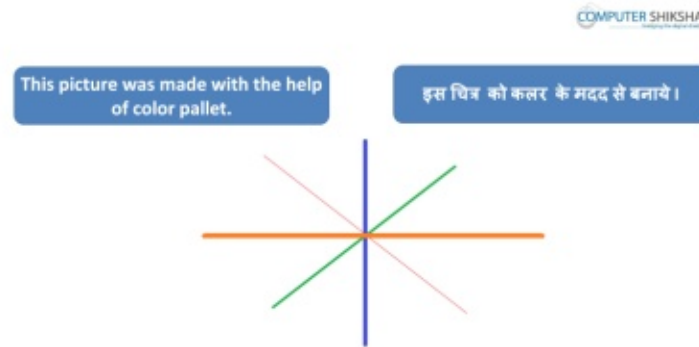 COMPUTER SHIKSHA
This picture was made with the help
of color pallet.
इस चित्र को कलर के मदद से बनाये।